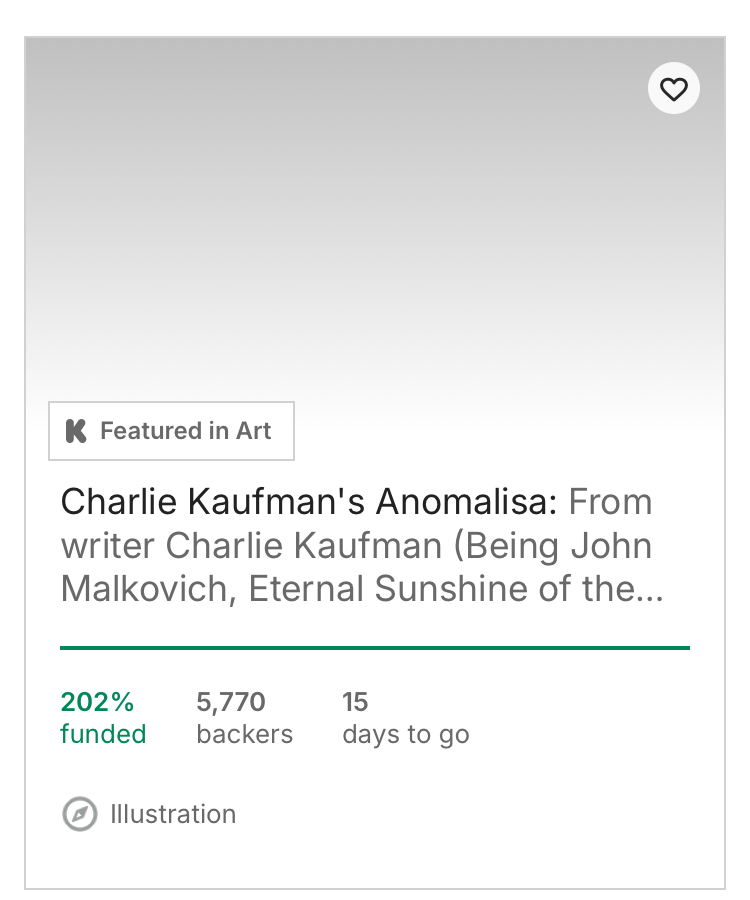 Featured in Art
Charlie Kaufman's Anomalisa: From
writer Charlie Kaufman (Being John
Malkovich, Eternal Sunshine of the...
202%
funded
5,770
backers
15
days to go
Illustration